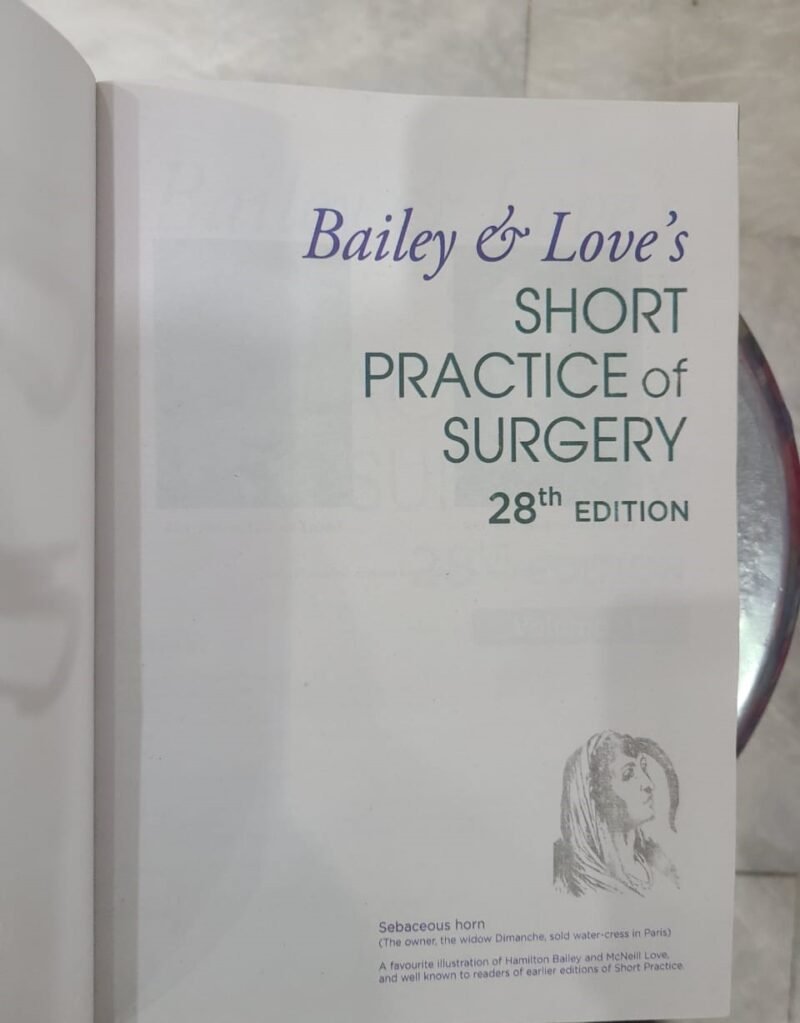 Bailey & Love's
SHORT
PRACTICE of
SURGERY
28th EDITION
Sebaceous horn
(The owner, the widow Dimanche, sold water-cress in Paris)
A favourite illustration of Hamilton Bailey and McNeill Love,
and well known to readers of earlier editions of Short Practice.